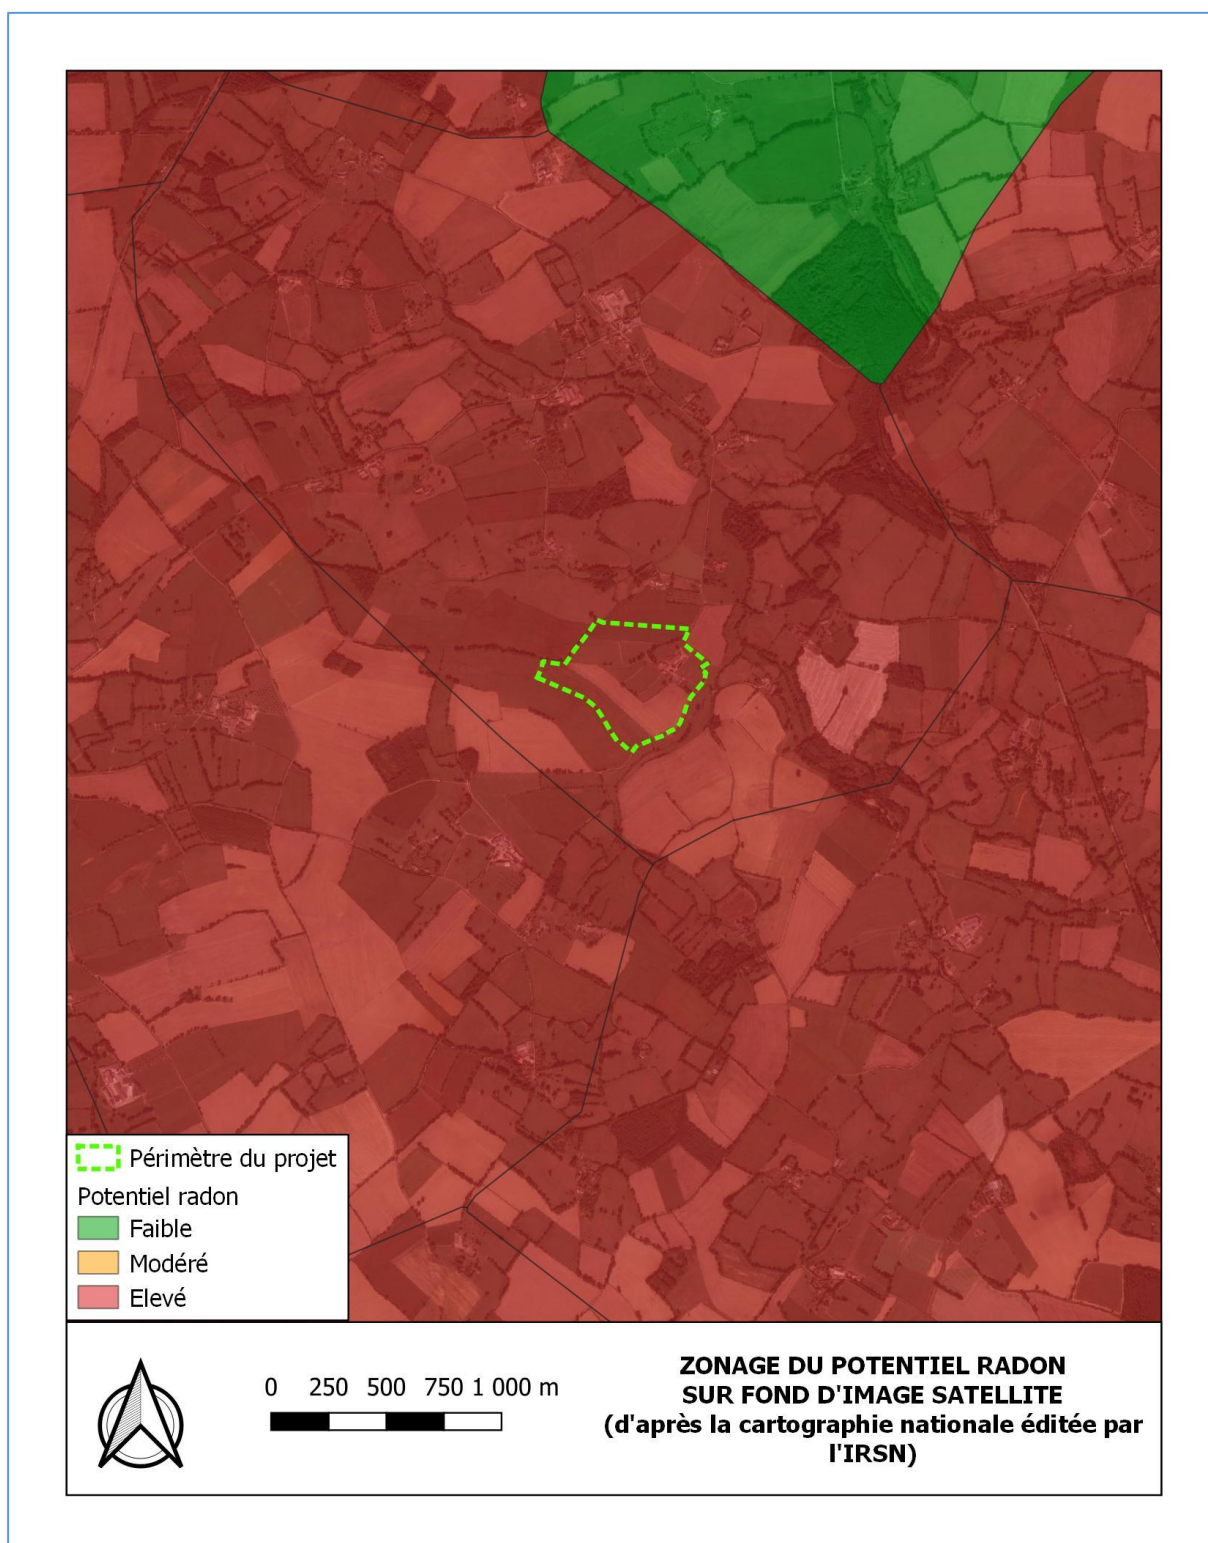 Périmètre du projet
Potentiel radon
Faible
Modéré
Elevé
0 250 500 750 1 000 m
ZONAGE DU POTENTIEL RADON
SUR FOND D'IMAGE SATELLITE
(d'après la cartographie nationale éditée par
l'IRSN)